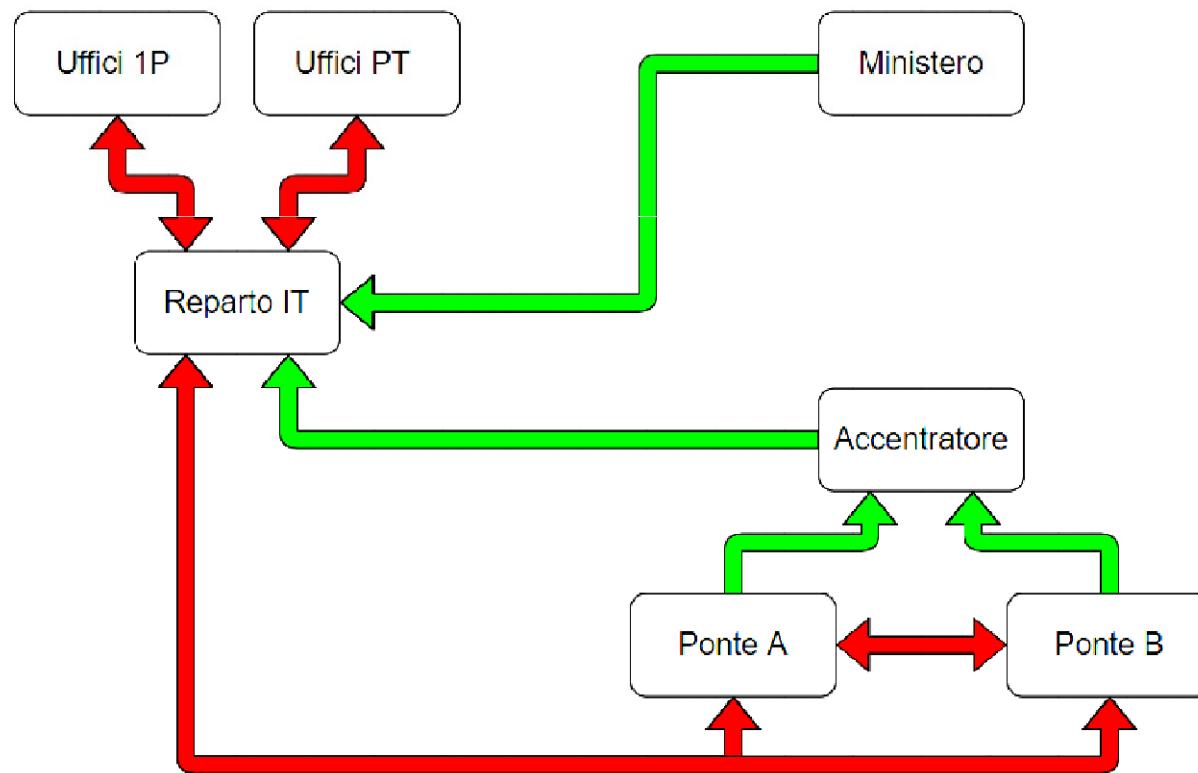 Uffici 1P
Uffici PT
Ministero
Reparto IT
Accentratore
Ponte A
Ponte B